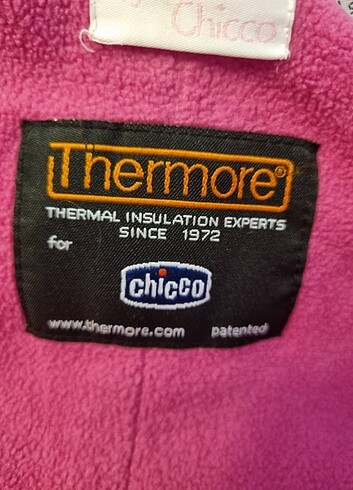 Chicco
Thermore®
THERMAL INSULATION EXPERTS
SINCE 1972
for
chicco
www.thermore.com patented